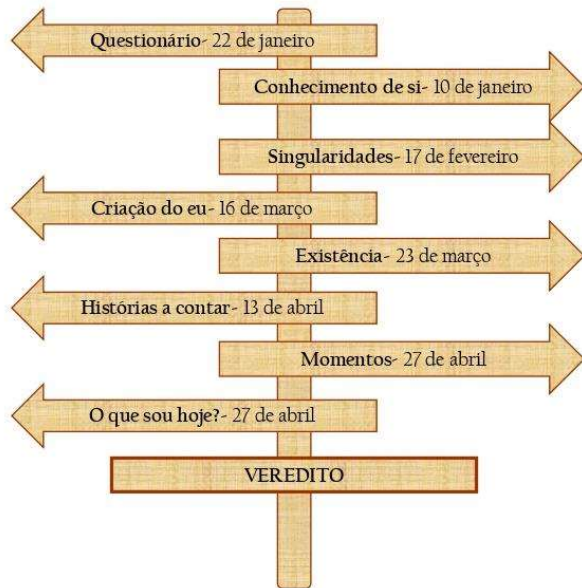 Questionário- 22 de janeiro
Conhecimento de si- 10 de janeiro
Singularidades- 17 de fevereiro
Criação do eu- 16 de março
Existência- 23 de março
Histórias a contar- 13 de abril
Momentos- 27 de abril
O que sou hoje?- 27 de abril
VEREDITO